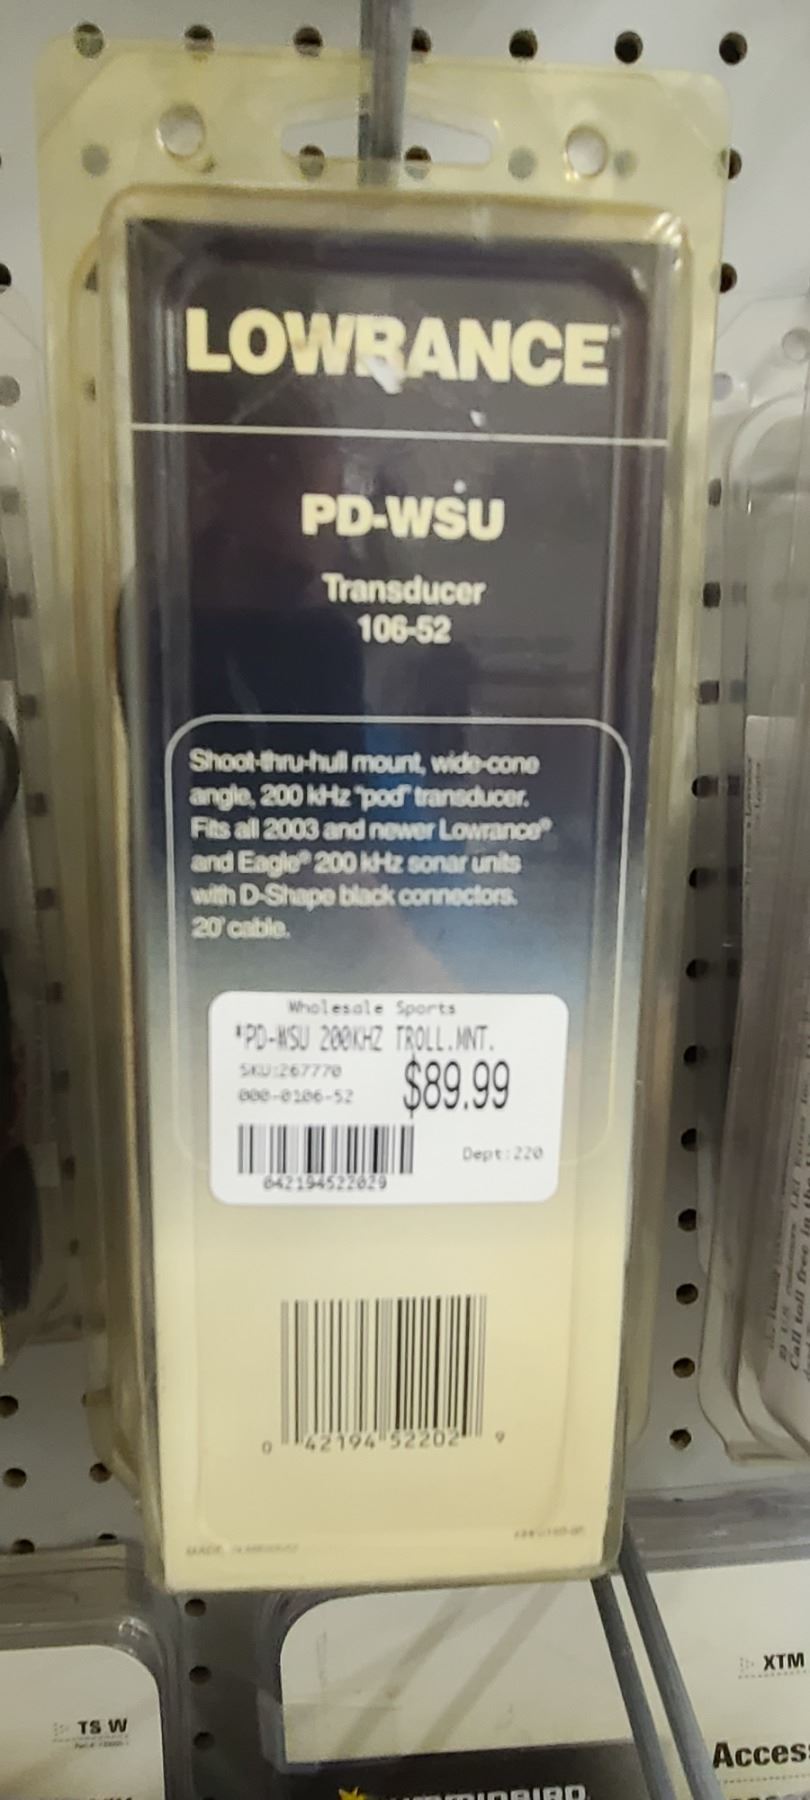 LOWRANCE
PD-WSU
Transducer
106-52
Shoot-thru-hull mount, wide-cone
angle, 200 kHz "pod" transducer.
Fits all 2003 and newer Lowrance®
and Eagle® 200 kHz sonar units
with D-Shape black connectors.
20' cable.
Wholesale Sports
*PD-WSU 200KHZ TROLL.MNT.
SKU:267770
$89.99
000-0106-52
Dept:220
042194522029
0 42194 52202 9
MADE
XTM
TS W
Access
HUMMINBIRD